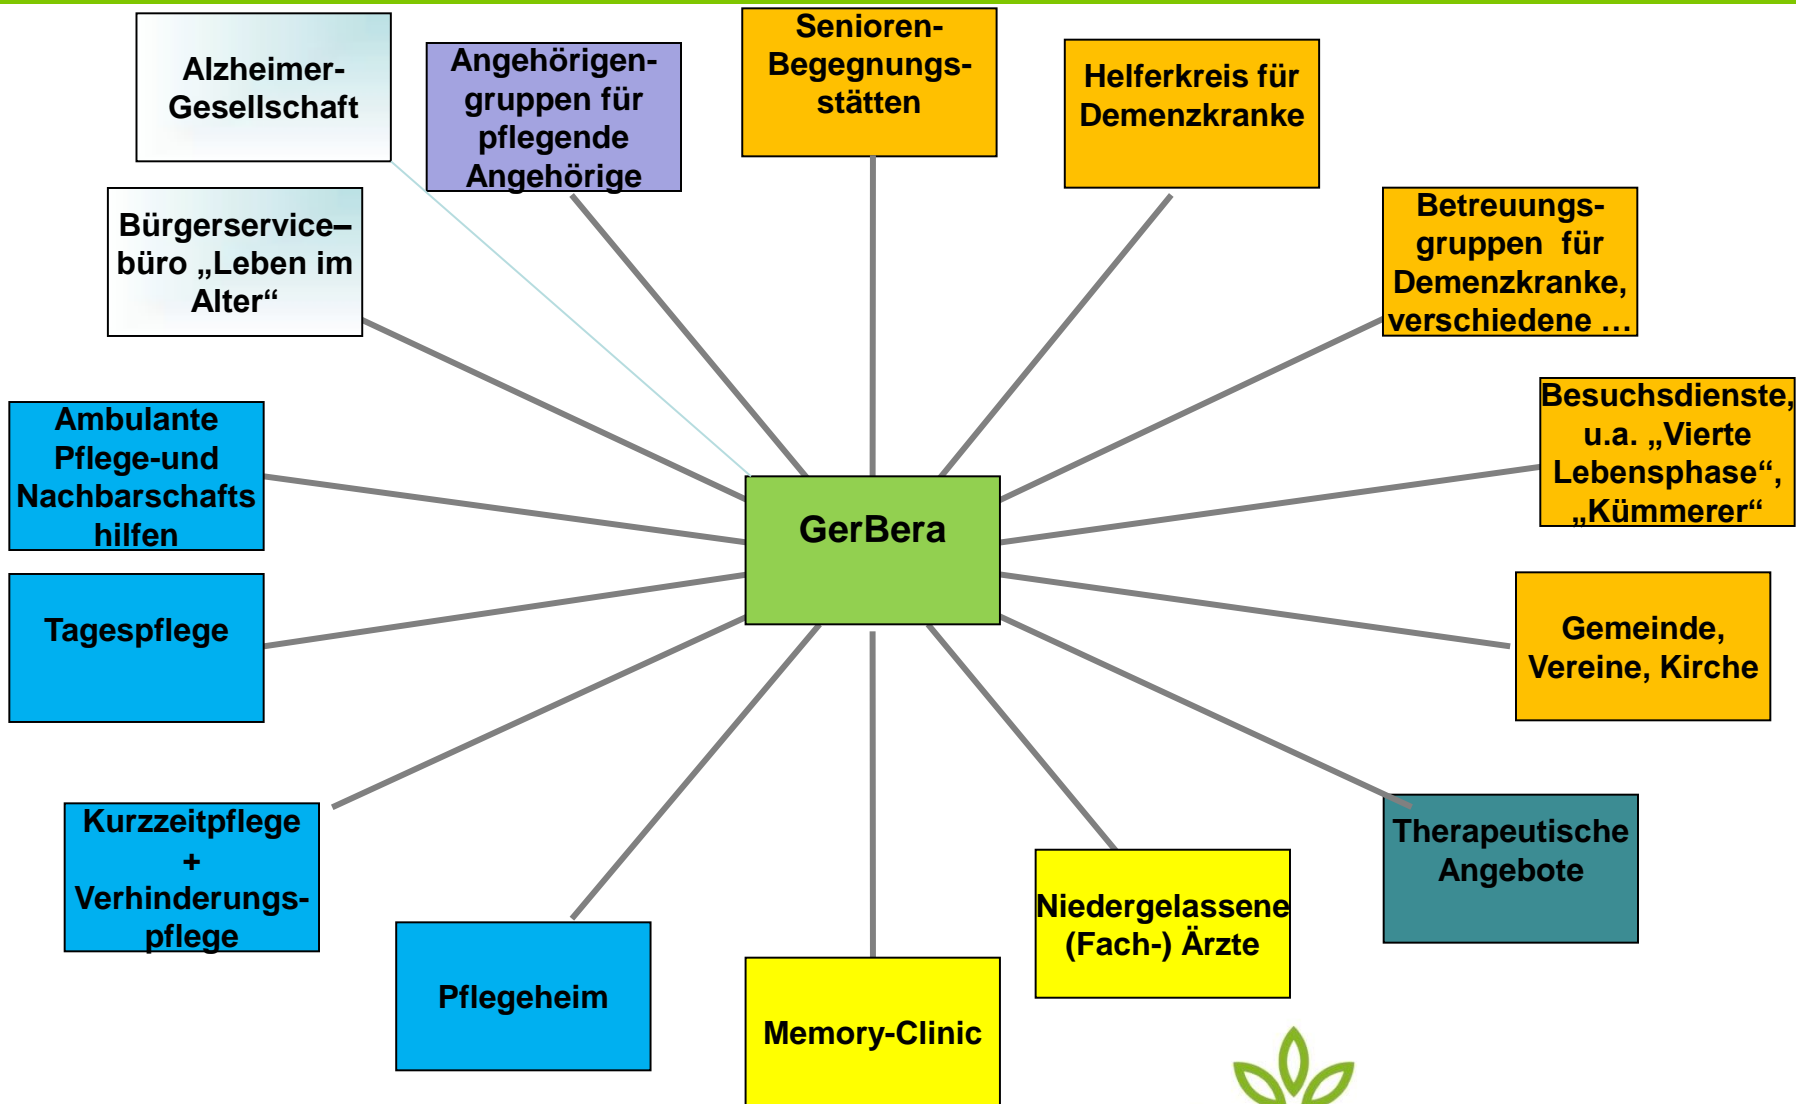 Alzheimer-
Gesellschaft
Angehörigen-
gruppen für
pflegende
Angehörige
Senioren-
Begegnungs-
stätten
Helferkreis für
Demenzkranke
Bürgerservice–
büro „Leben im
Alter“
Betreuungs-
gruppen für
Demenzkranke,
verschiedene …
Ambulante
Pflege-und
Nachbarschafts
hilfen
Besuchsdienste,
u.a. „Vierte
Lebensphase“,
„Kümmerer“
GerBera
Tagespflege
Gemeinde,
Vereine, Kirche
Kurzzeitpflege
+
Verhinderungs-
pflege
Therapeutische
Angebote
Niedergelassene
(Fach-) Ärzte
Pflegeheim
Memory-Clinic